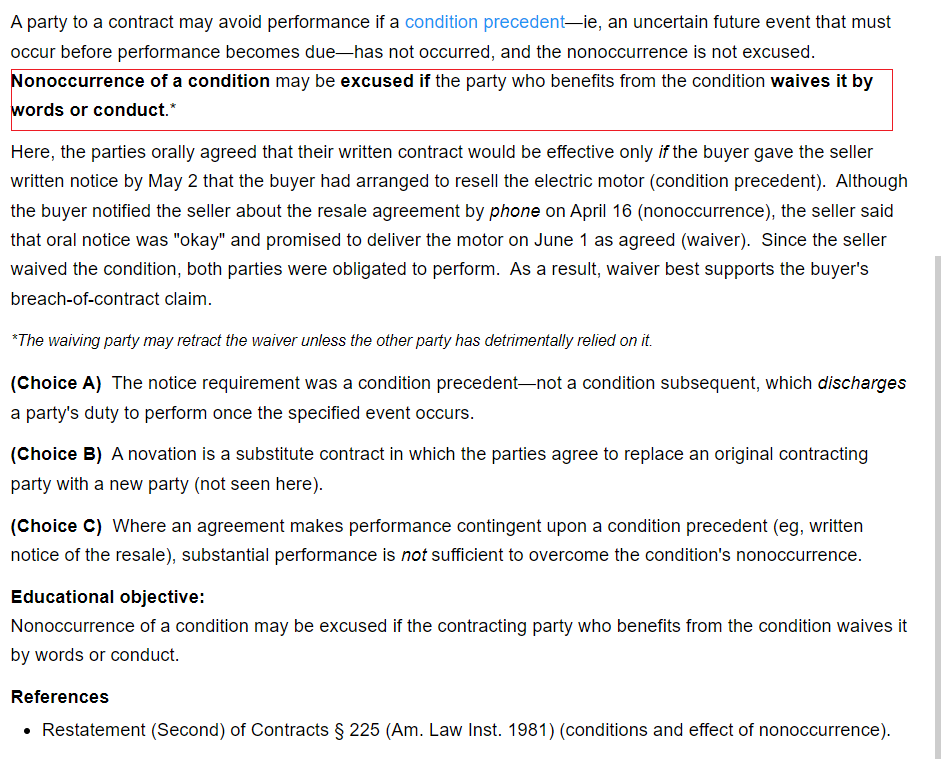 A party to a contract may avoid performance if a condition precedent—ie, an uncertain future event that must
occur before performance becomes due—has not occurred, and the nonoccurrence is not excused.
Nonoccurrence of a condition may be excused if the party who benefits from the condition waives it by
words or conduct.*
Here, the parties orally agreed that their written contract would be effective only if the buyer gave the seller
written notice by May 2 that the buyer had arranged to resell the electric motor (condition precedent).  Although
the buyer notified the seller about the resale agreement by phone on April 16 (nonoccurrence), the seller said
that oral notice was "okay" and promised to deliver the motor on June 1 as agreed (waiver).  Since the seller
waived the condition, both parties were obligated to perform.  As a result, waiver best supports the buyer's
breach-of-contract claim.
*The waiving party may retract the waiver unless the other party has detrimentally relied on it.
(Choice A)  The notice requirement was a condition precedent—not a condition subsequent, which discharges
a party's duty to perform once the specified event occurs.
(Choice B)  A novation is a substitute contract in which the parties agree to replace an original contracting
party with a new party (not seen here).
(Choice C)  Where an agreement makes performance contingent upon a condition precedent (eg, written
notice of the resale), substantial performance is not sufficient to overcome the condition's nonoccurrence.
Educational objective:
Nonoccurrence of a condition may be excused if the contracting party who benefits from the condition waives it
by words or conduct.
References
• Restatement (Second) of Contracts § 225 (Am. Law Inst. 1981) (conditions and effect of nonoccurrence).